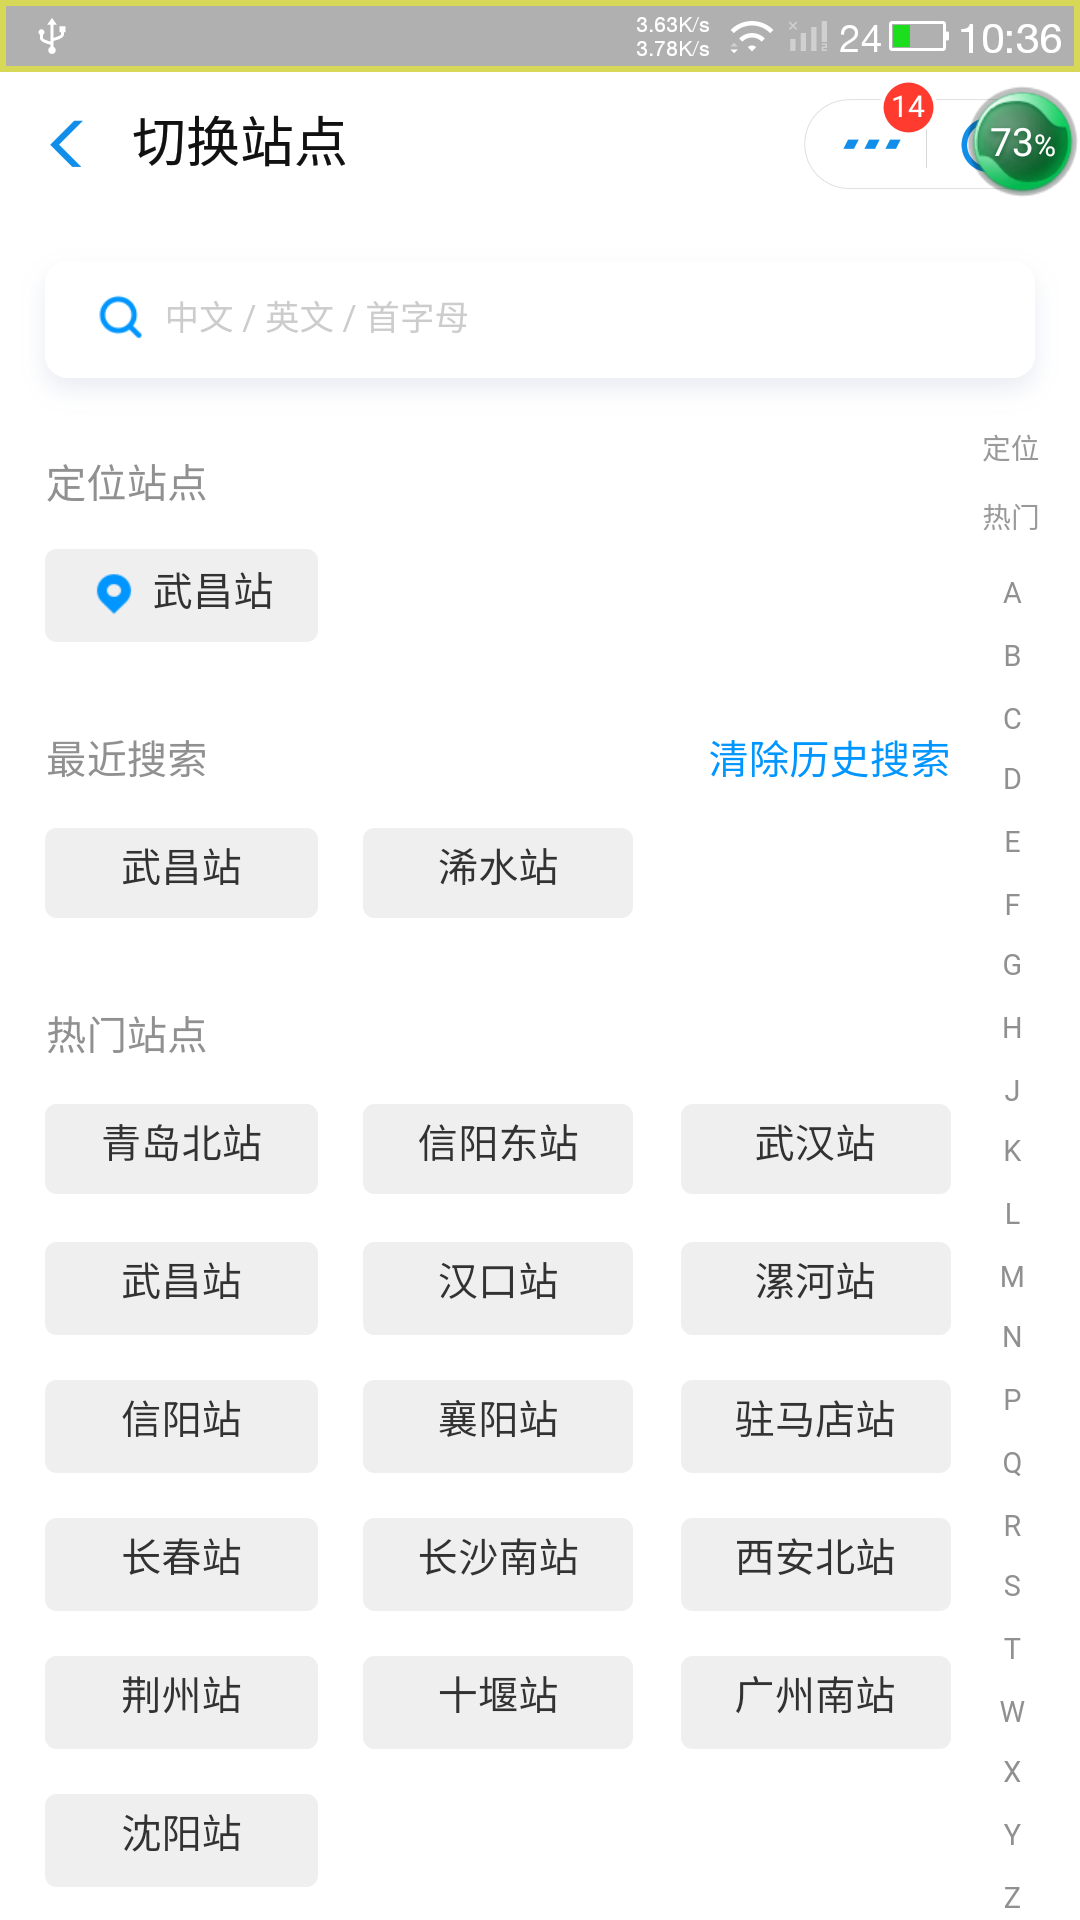 3.63K/s
3.78K/s
24
10:36
切换站点
14
73%
中文 / 英文 / 首字母
定位站点
武昌站
最近搜索 清除历史搜索
武昌站 浠水站
热门站点
青岛北站 信阳东站 武汉站
武昌站 汉口站 漯河站
信阳站 襄阳站 驻马店站
长春站 长沙南站 西安北站
荆州站 十堰站 广州南站
沈阳站
定位
热门
A
B
C
D
E
F
G
H
J
K
L
M
N
P
Q
R
S
T
W
X
Y
Z